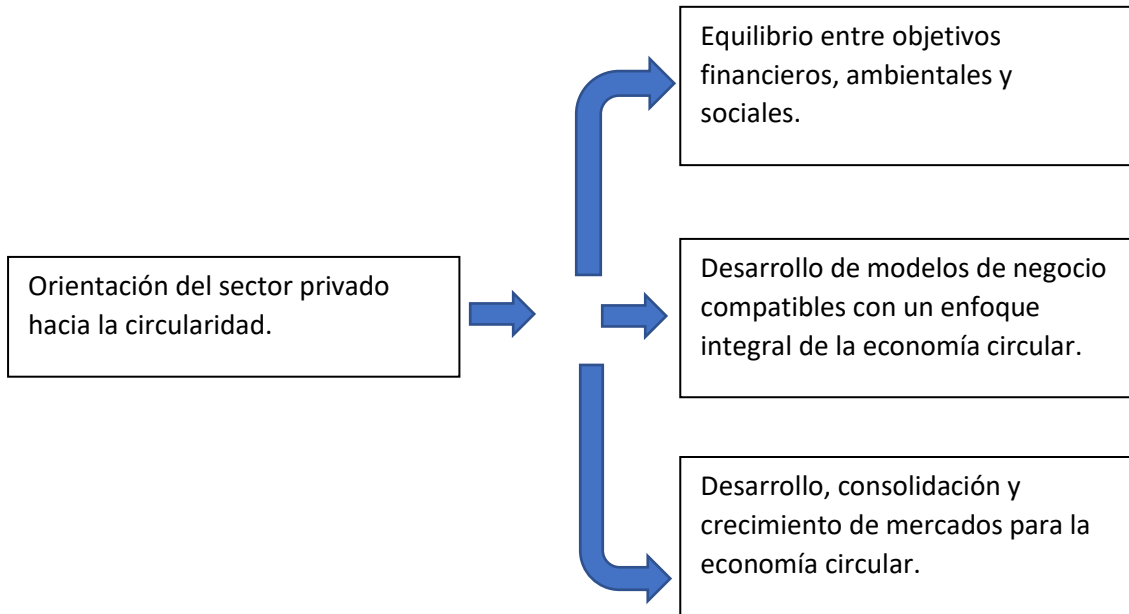 Equilibrio entre objetivos
financieros, ambientales y
sociales.
Orientación del sector privado
hacia la circularidad.
Desarrollo de modelos de negocio
compatibles con un enfoque
integral de la economía circular.
Desarrollo, consolidación y
crecimiento de mercados para la
economía circular.